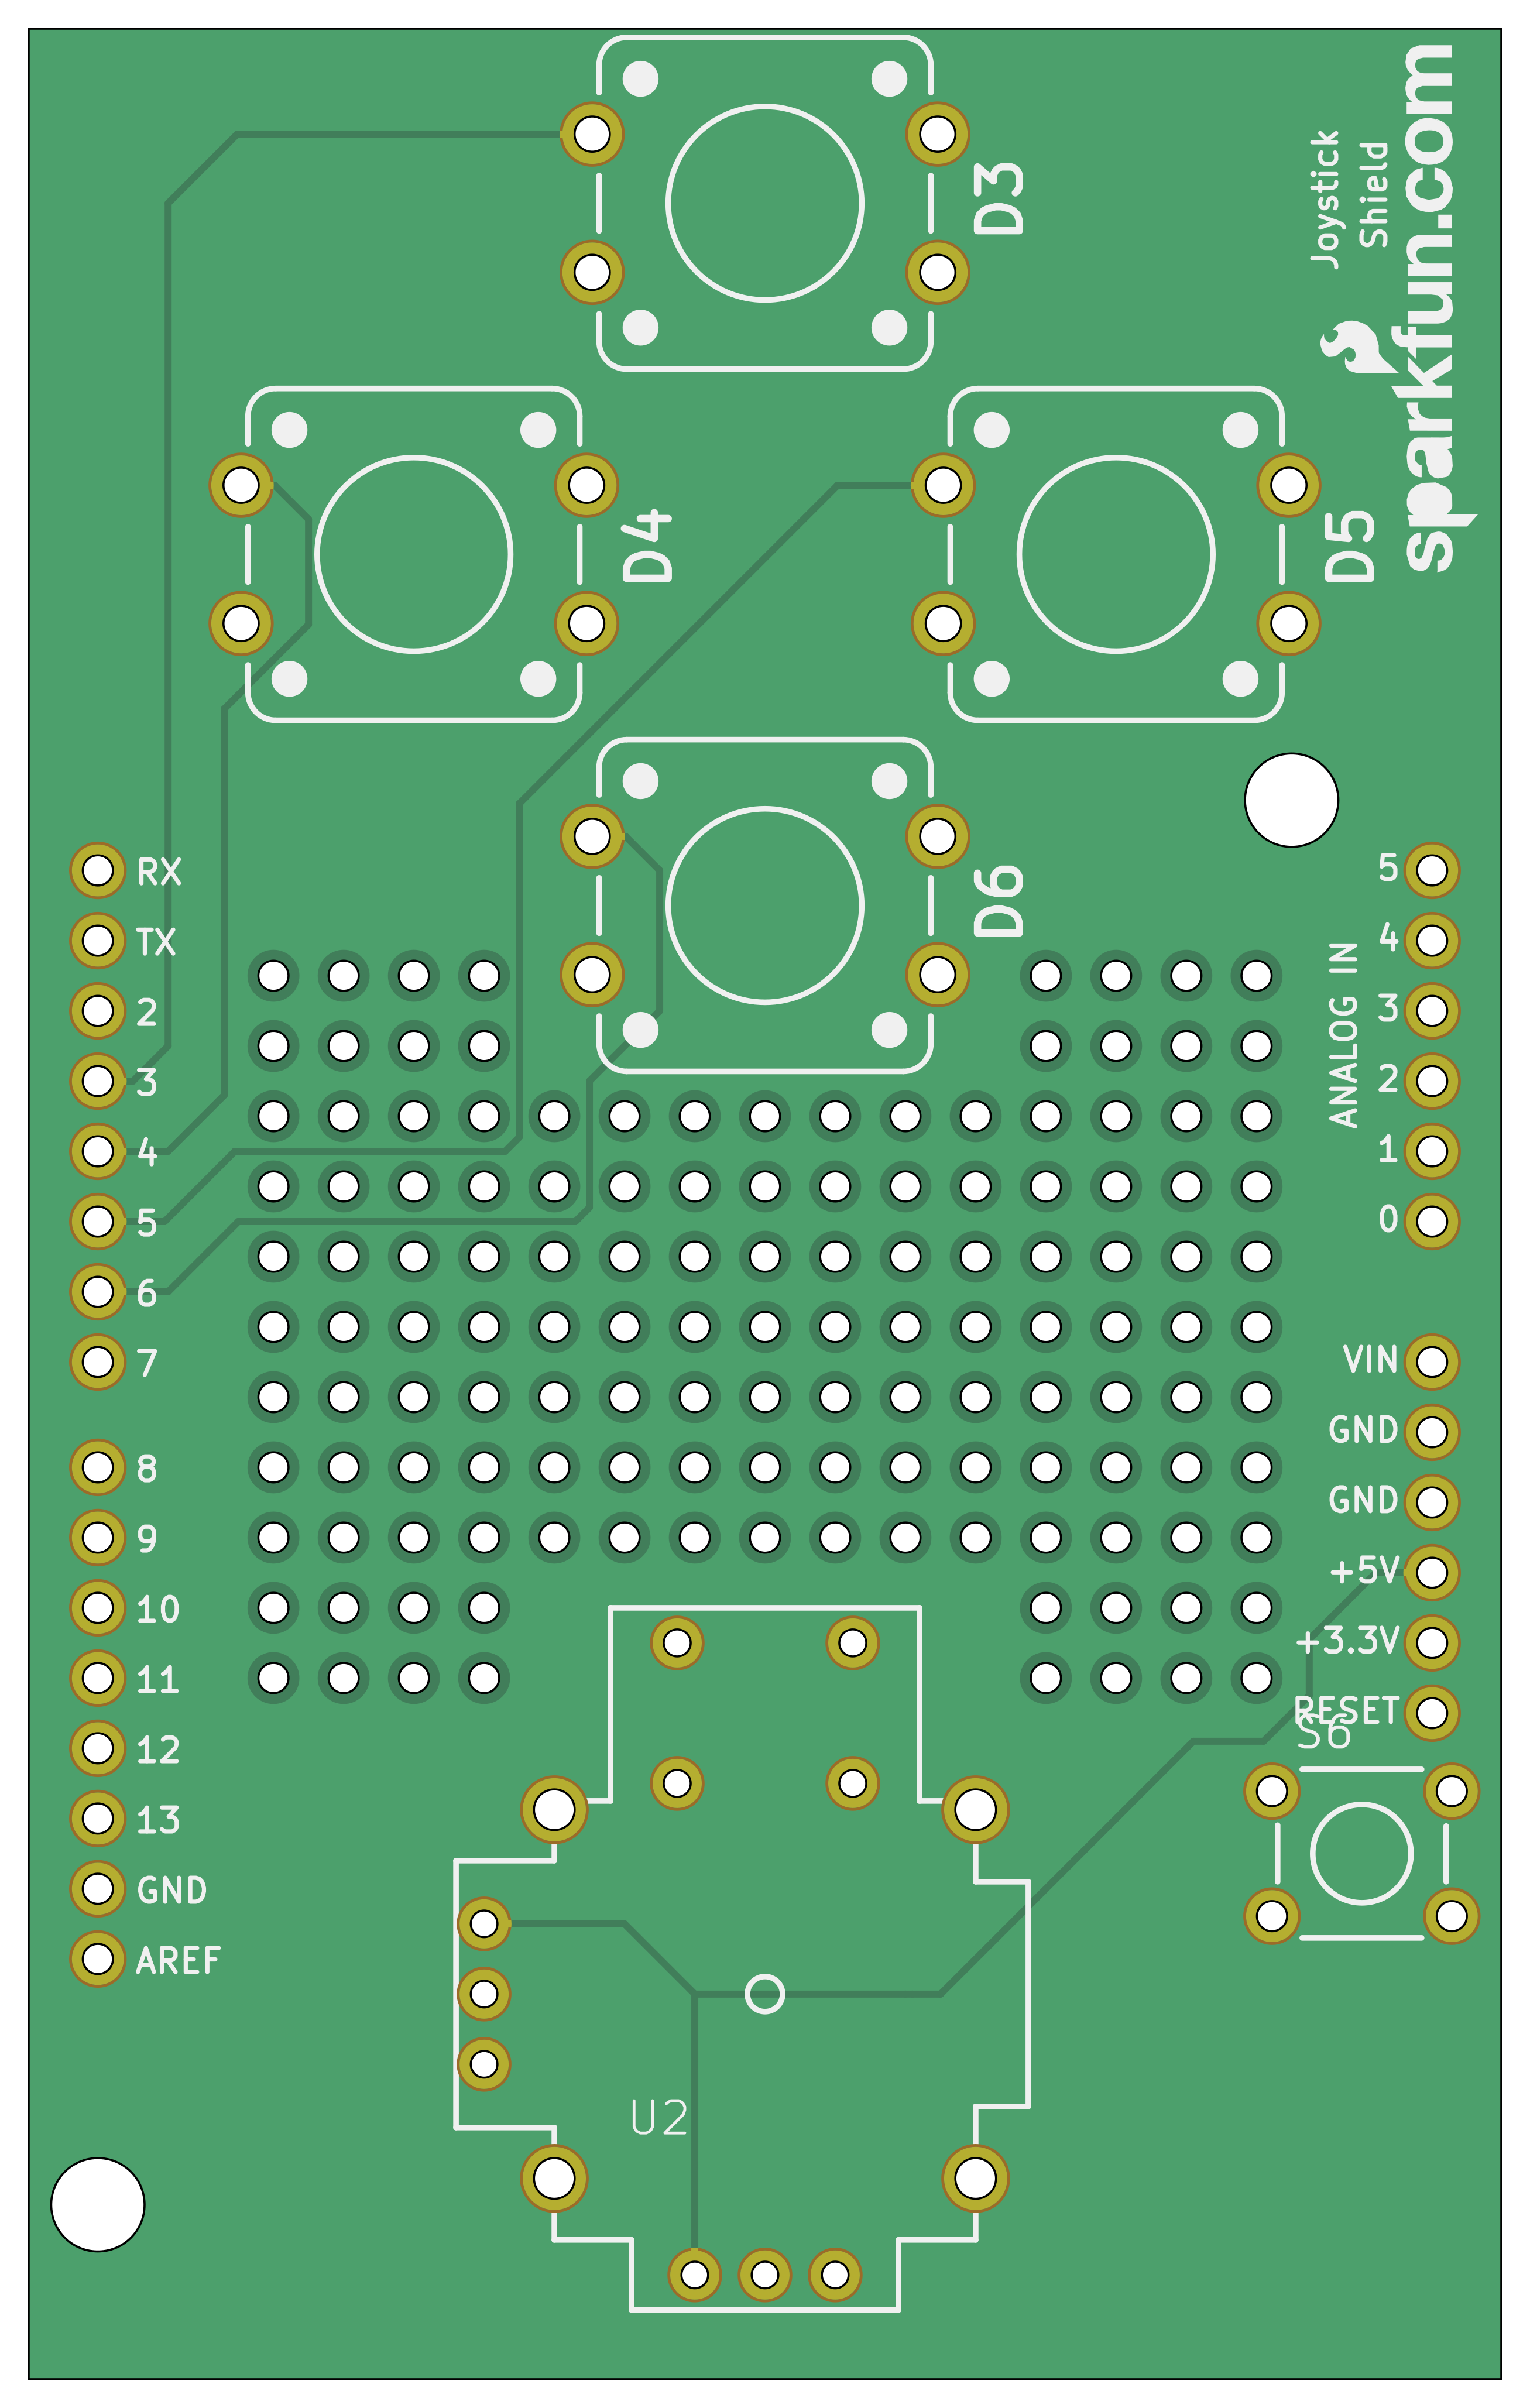 D3
Joystick
Shield
sparkfun.com
D4
D5
D6
RX
TX
2
3
4
5
6
7
8
9
10
11
12
13
GND
AREF
5
4
3
2
1
0
ANALOG IN
VIN
GND
GND
+5V
+3.3V
RESET
S6
U2